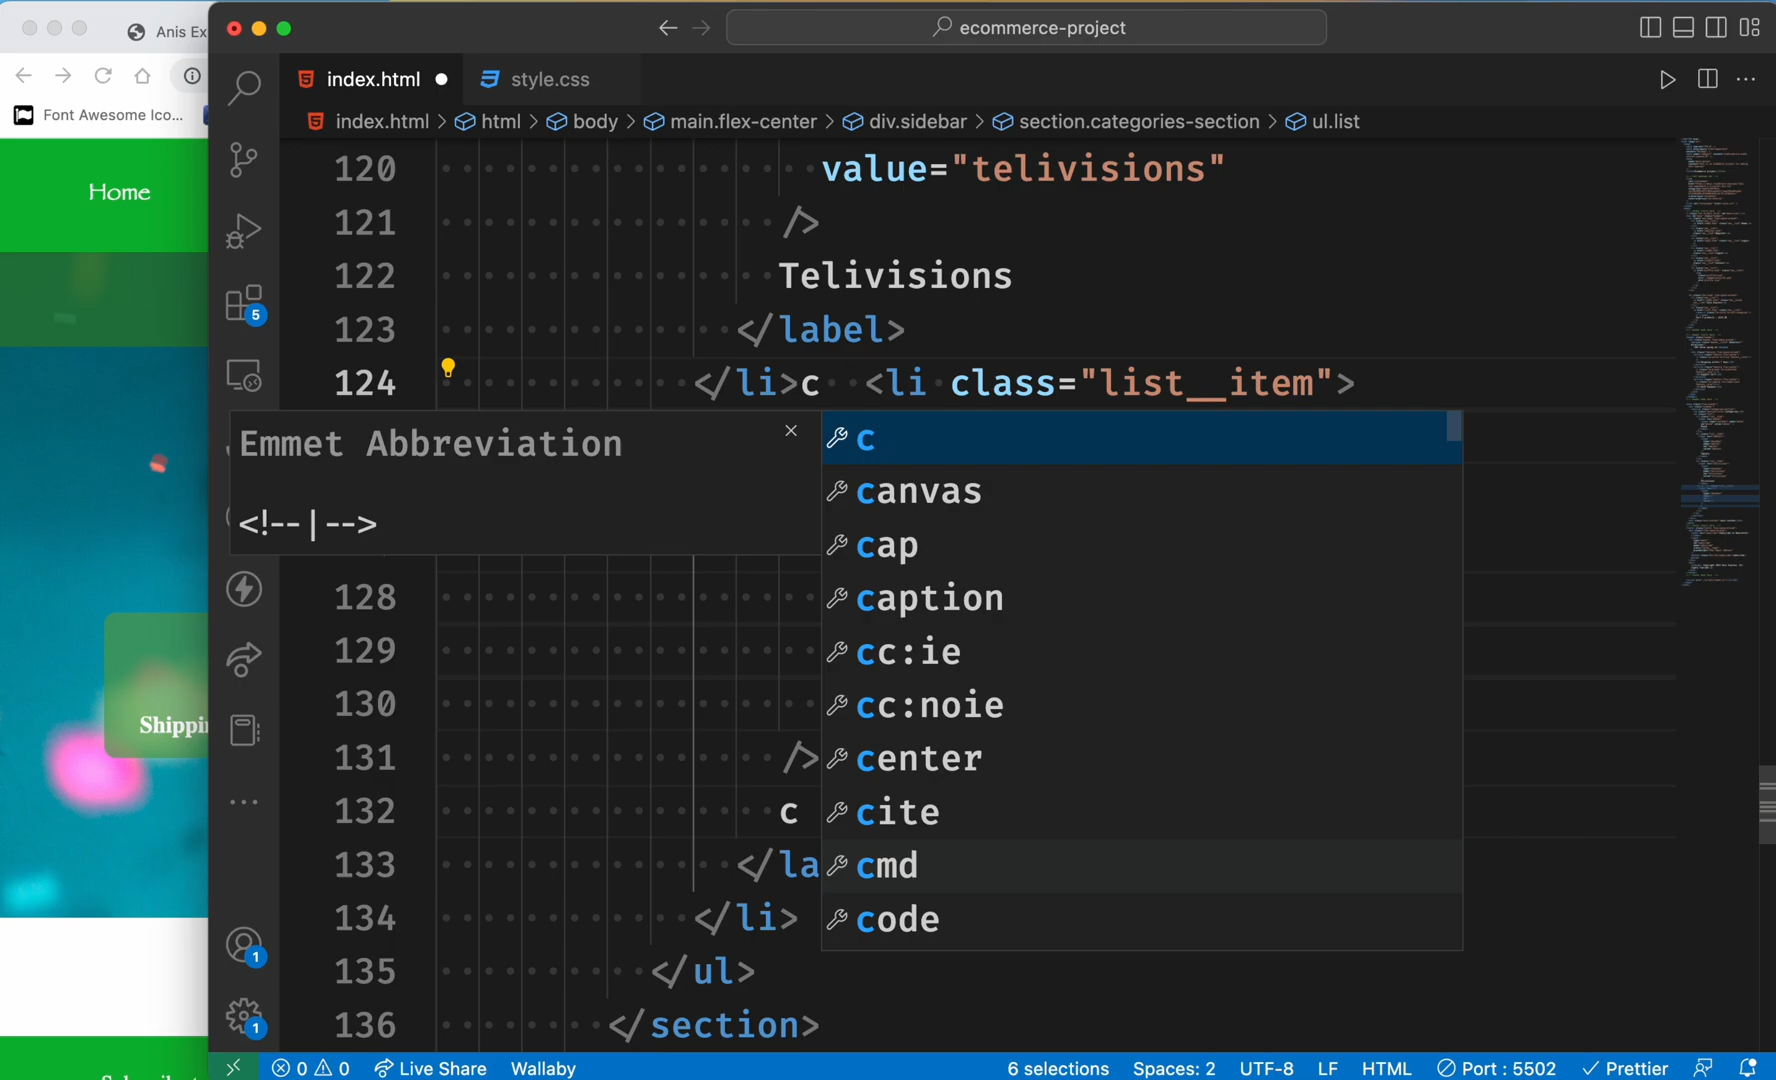 Anis Ex
ecommerce-project
Font Awesome Ico...
index.html
style.css
index.html > html > body > main.flex-center > div.sidebar > section.categories-section > ul.list
Home
Shippin
5
1
1
120 value="telivisions"
121 />
122 Telivisions
123 </label>
124 </li>c <li class="list__item">
Emmet Abbreviation
<!--|-->
c
canvas
cap
caption
cc:ie
cc:noie
center
cite
cmd
code
128
129
130
131 />
132 c
133 </la
134 </li>
135 </ul>
136 </section>
0 0 Live Share Wallaby 6 selections Spaces: 2 UTF-8 LF HTML Port : 5502 Prettier